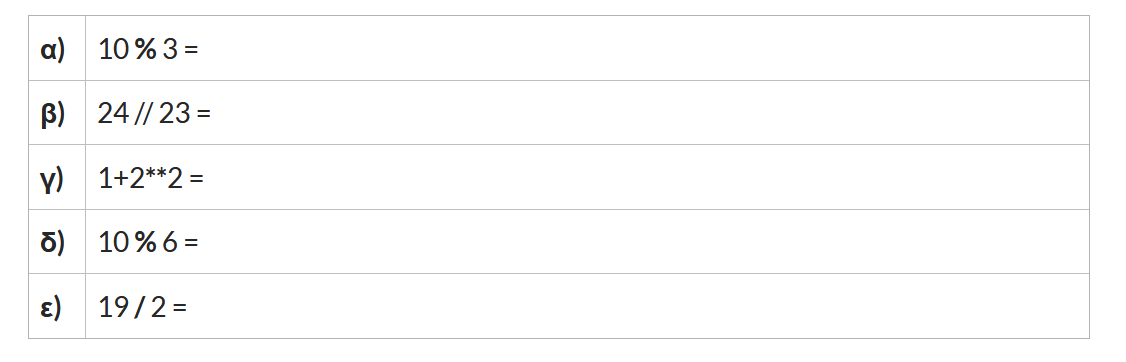 α) 10 % 3 =
β) 24 // 23 =
γ) 1+2**2 =
δ) 10 % 6 =
ε) 19 / 2 =